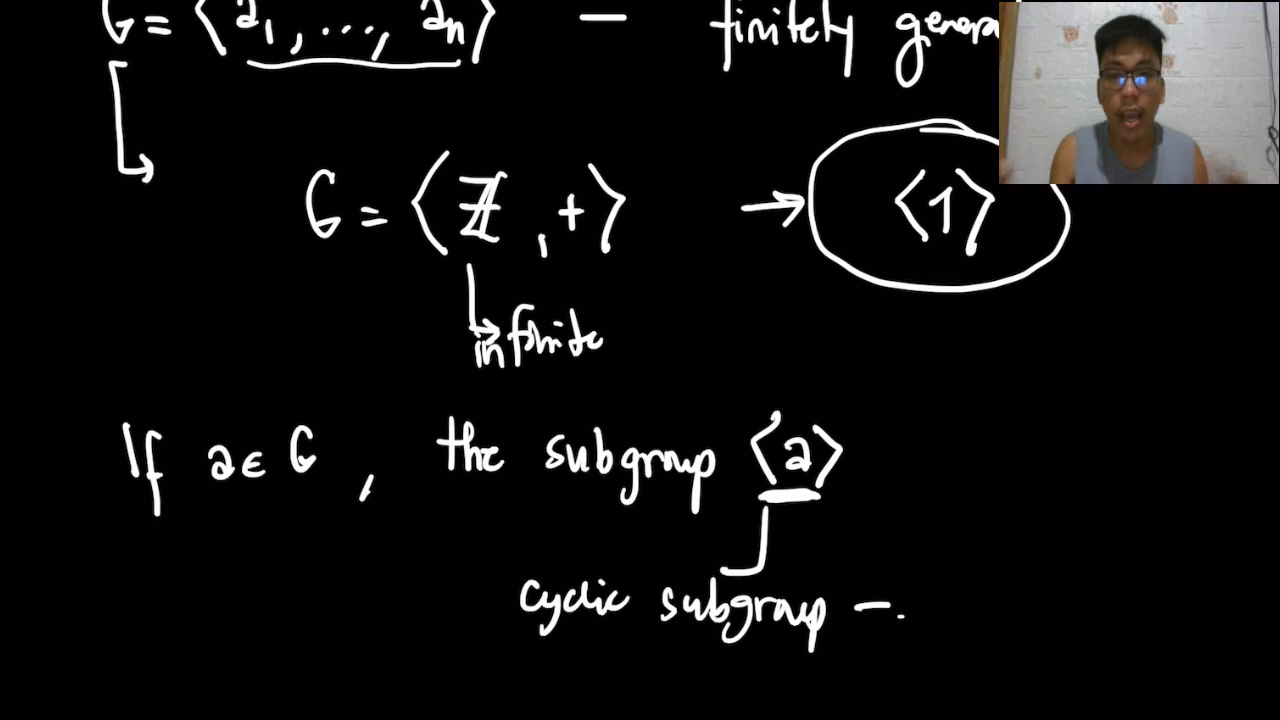 G = ⟨a₁, ..., aₙ⟩ – finitely genera
G = ⟨ℤ, +⟩ → ⟨1⟩
infinite
If a ∈ G, the subgroup ⟨a⟩
cyclic subgroup –.